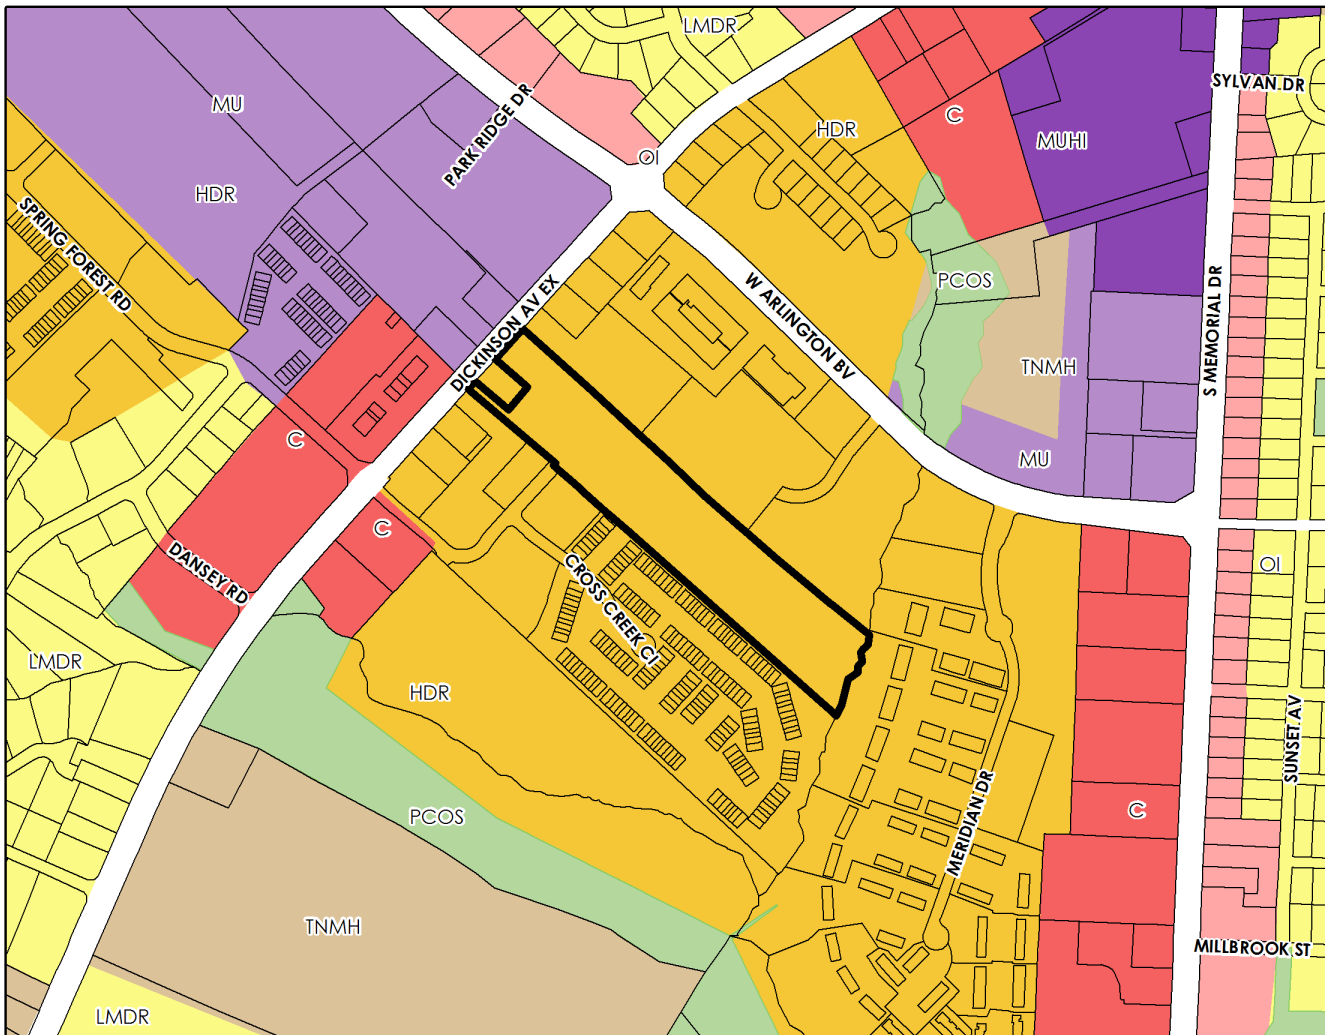 LMDR
SYLVAN DR
MU
C
HDR
PARK RIDGE DR
MUHI
OI
HDR
SPRING FOREST RD
PCOS
DICKINSON AV EX
W ARLINGTON BV
S MEMORIAL DR
TNMH
C
MU
C
DANSEY RD
OI
CROSS CREEK CI
LMDR
HDR
SUNSET AV
PCOS
MERIDIAN DR
C
TNMH
MILLBROOK ST
LMDR